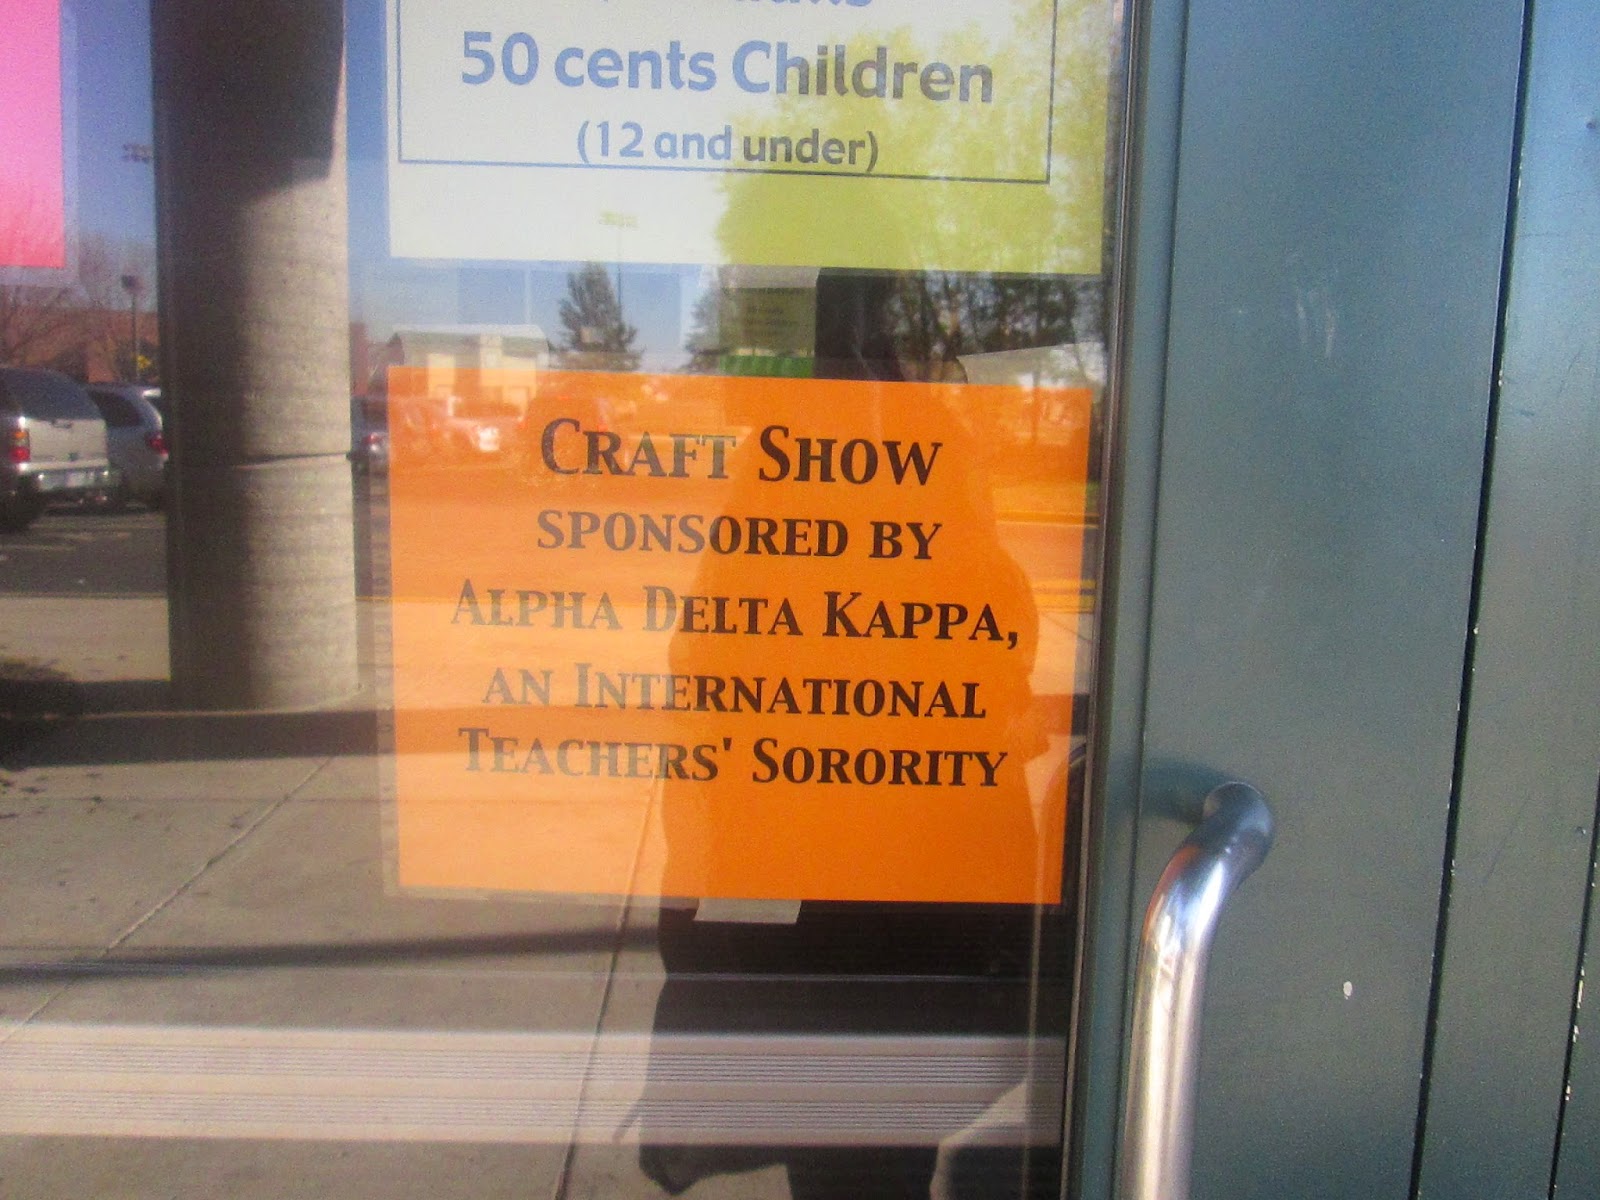 50 cents Children
(12 and under)
CRAFT SHOW
SPONSORED BY
ALPHA DELTA KAPPA,
AN INTERNATIONAL
TEACHERS' SORORITY